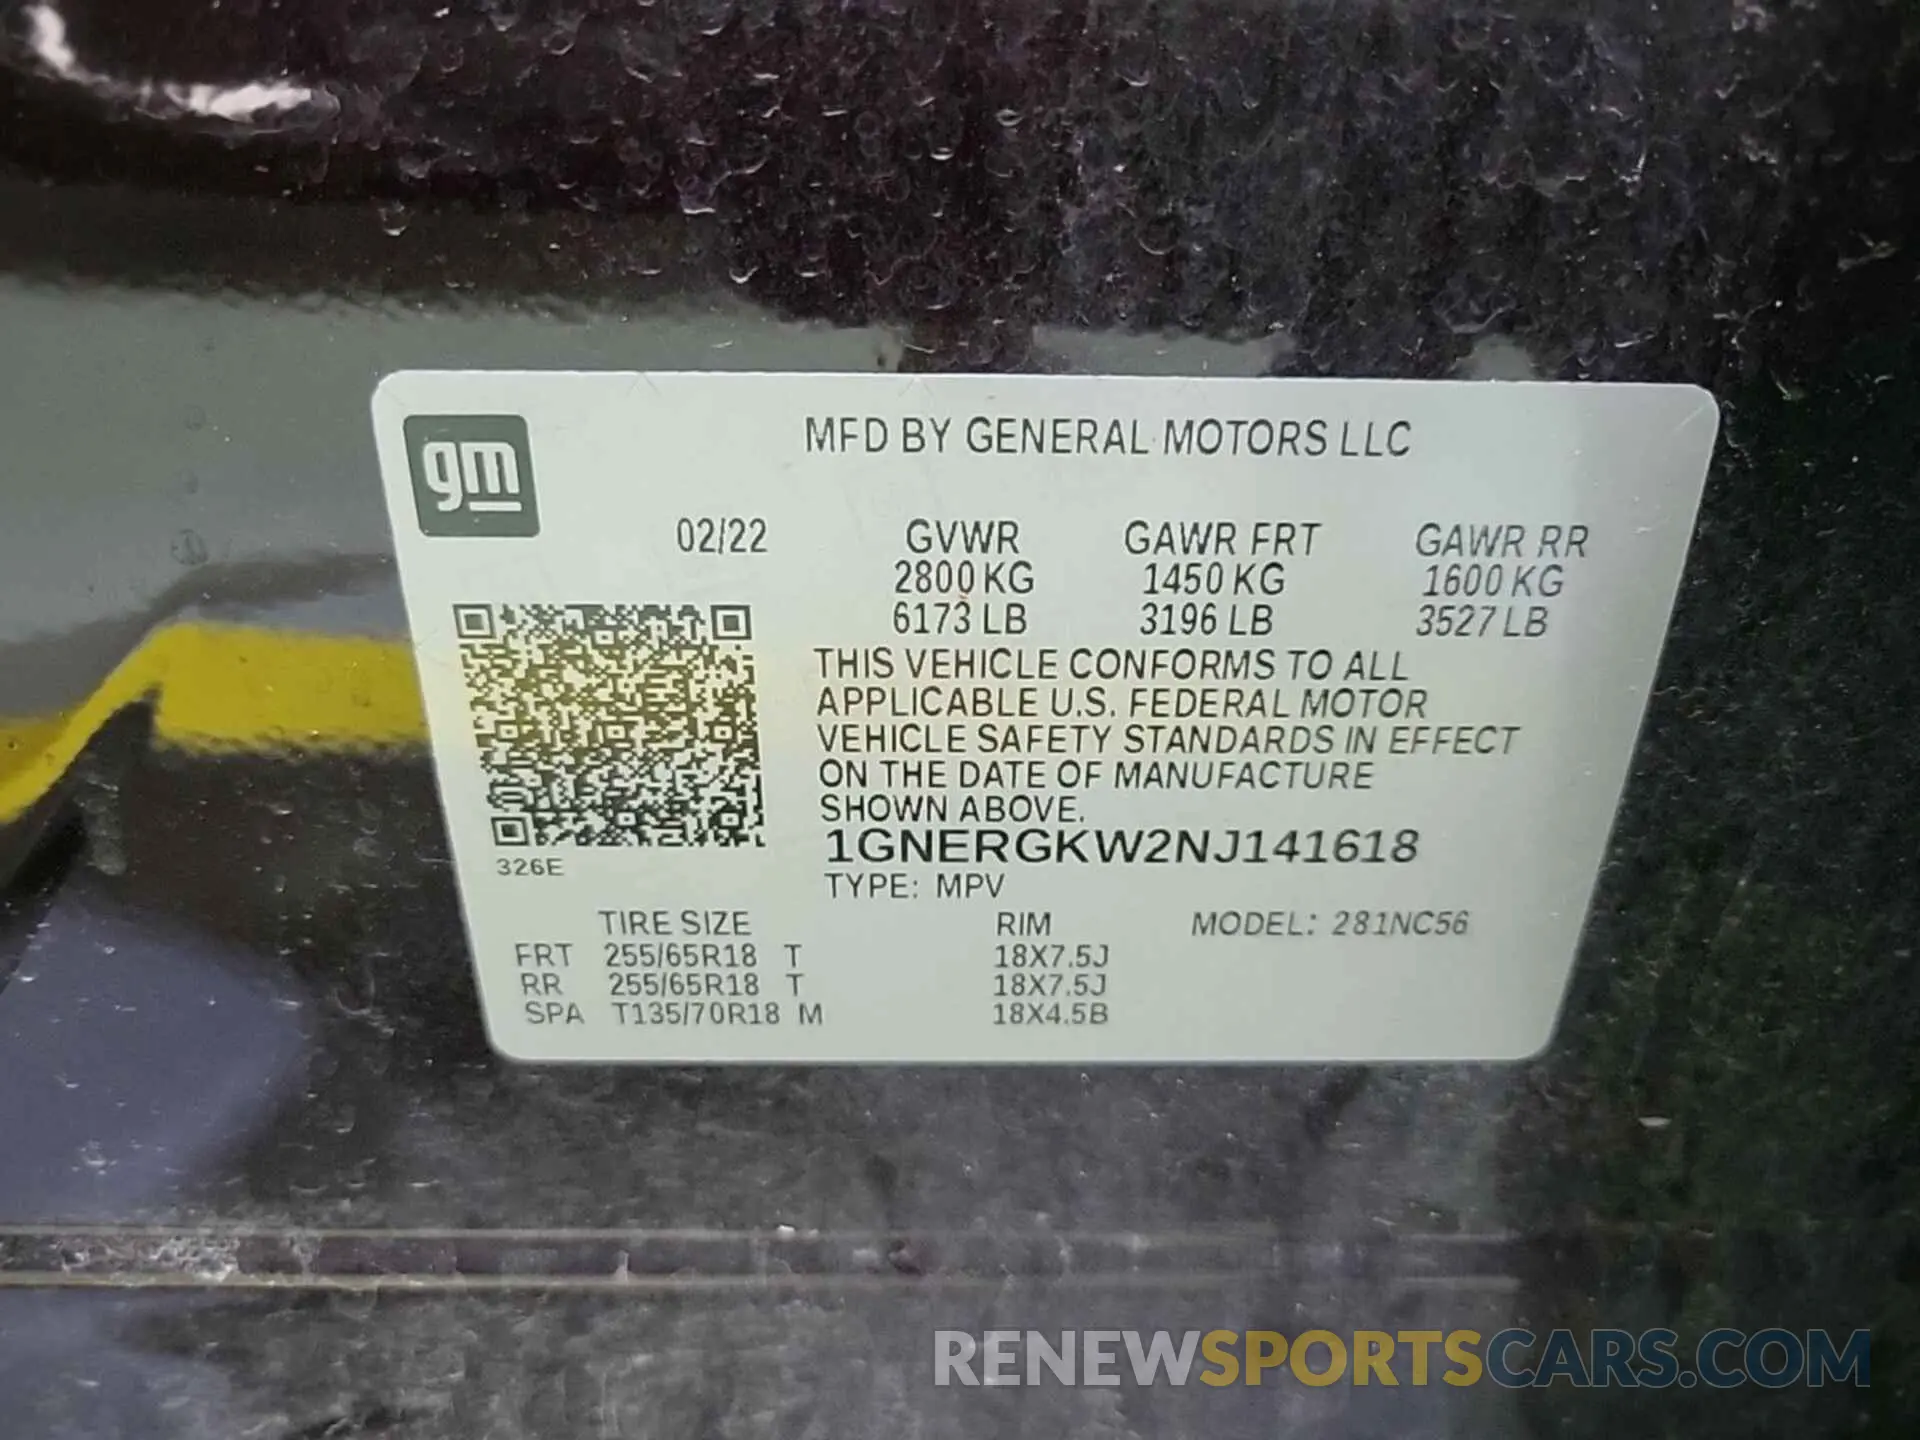 gm
MFD BY GENERAL MOTORS LLC
02/22 GVWR GAWR FRT GAWR RR
2800 KG 1450 KG 1600 KG
6173 LB 3196 LB 3527 LB
THIS VEHICLE CONFORMS TO ALL
APPLICABLE U.S. FEDERAL MOTOR
VEHICLE SAFETY STANDARDS IN EFFECT
ON THE DATE OF MANUFACTURE
SHOWN ABOVE.
1GNERGKW2NJ141618
326E
TYPE: MPV
TIRE SIZE RIM MODEL: 281NC56
FRT 255/65R18 T 18X7.5J
RR 255/65R18 T 18X7.5J
SPA T135/70R18 M 18X4.5B
RENEWSPORTSCARS.COM